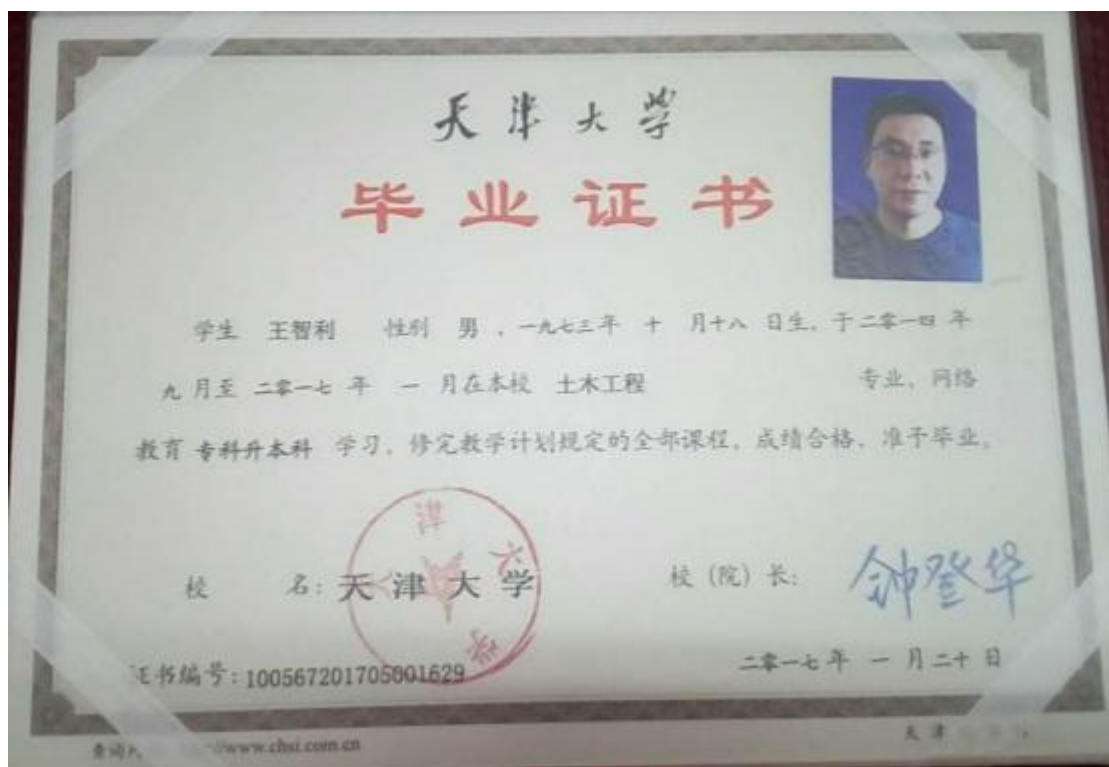 天津大学
毕业证书
学生 王智利 性别 男 ，一九七三年 十 月十八 日生，于二零一四 年
九 月至 二零一七 年 一 月在本校 土木工程 专业，网络
教育 专科升本科 学习，修完教学计划规定的全部课程，成绩合格，准予毕业。
校 名：天津大学
校（院）长：钟登华
证书编号：100567201705001629
二零一七 年 一 月二十 日
查询 www.chsi.com.cn
天津